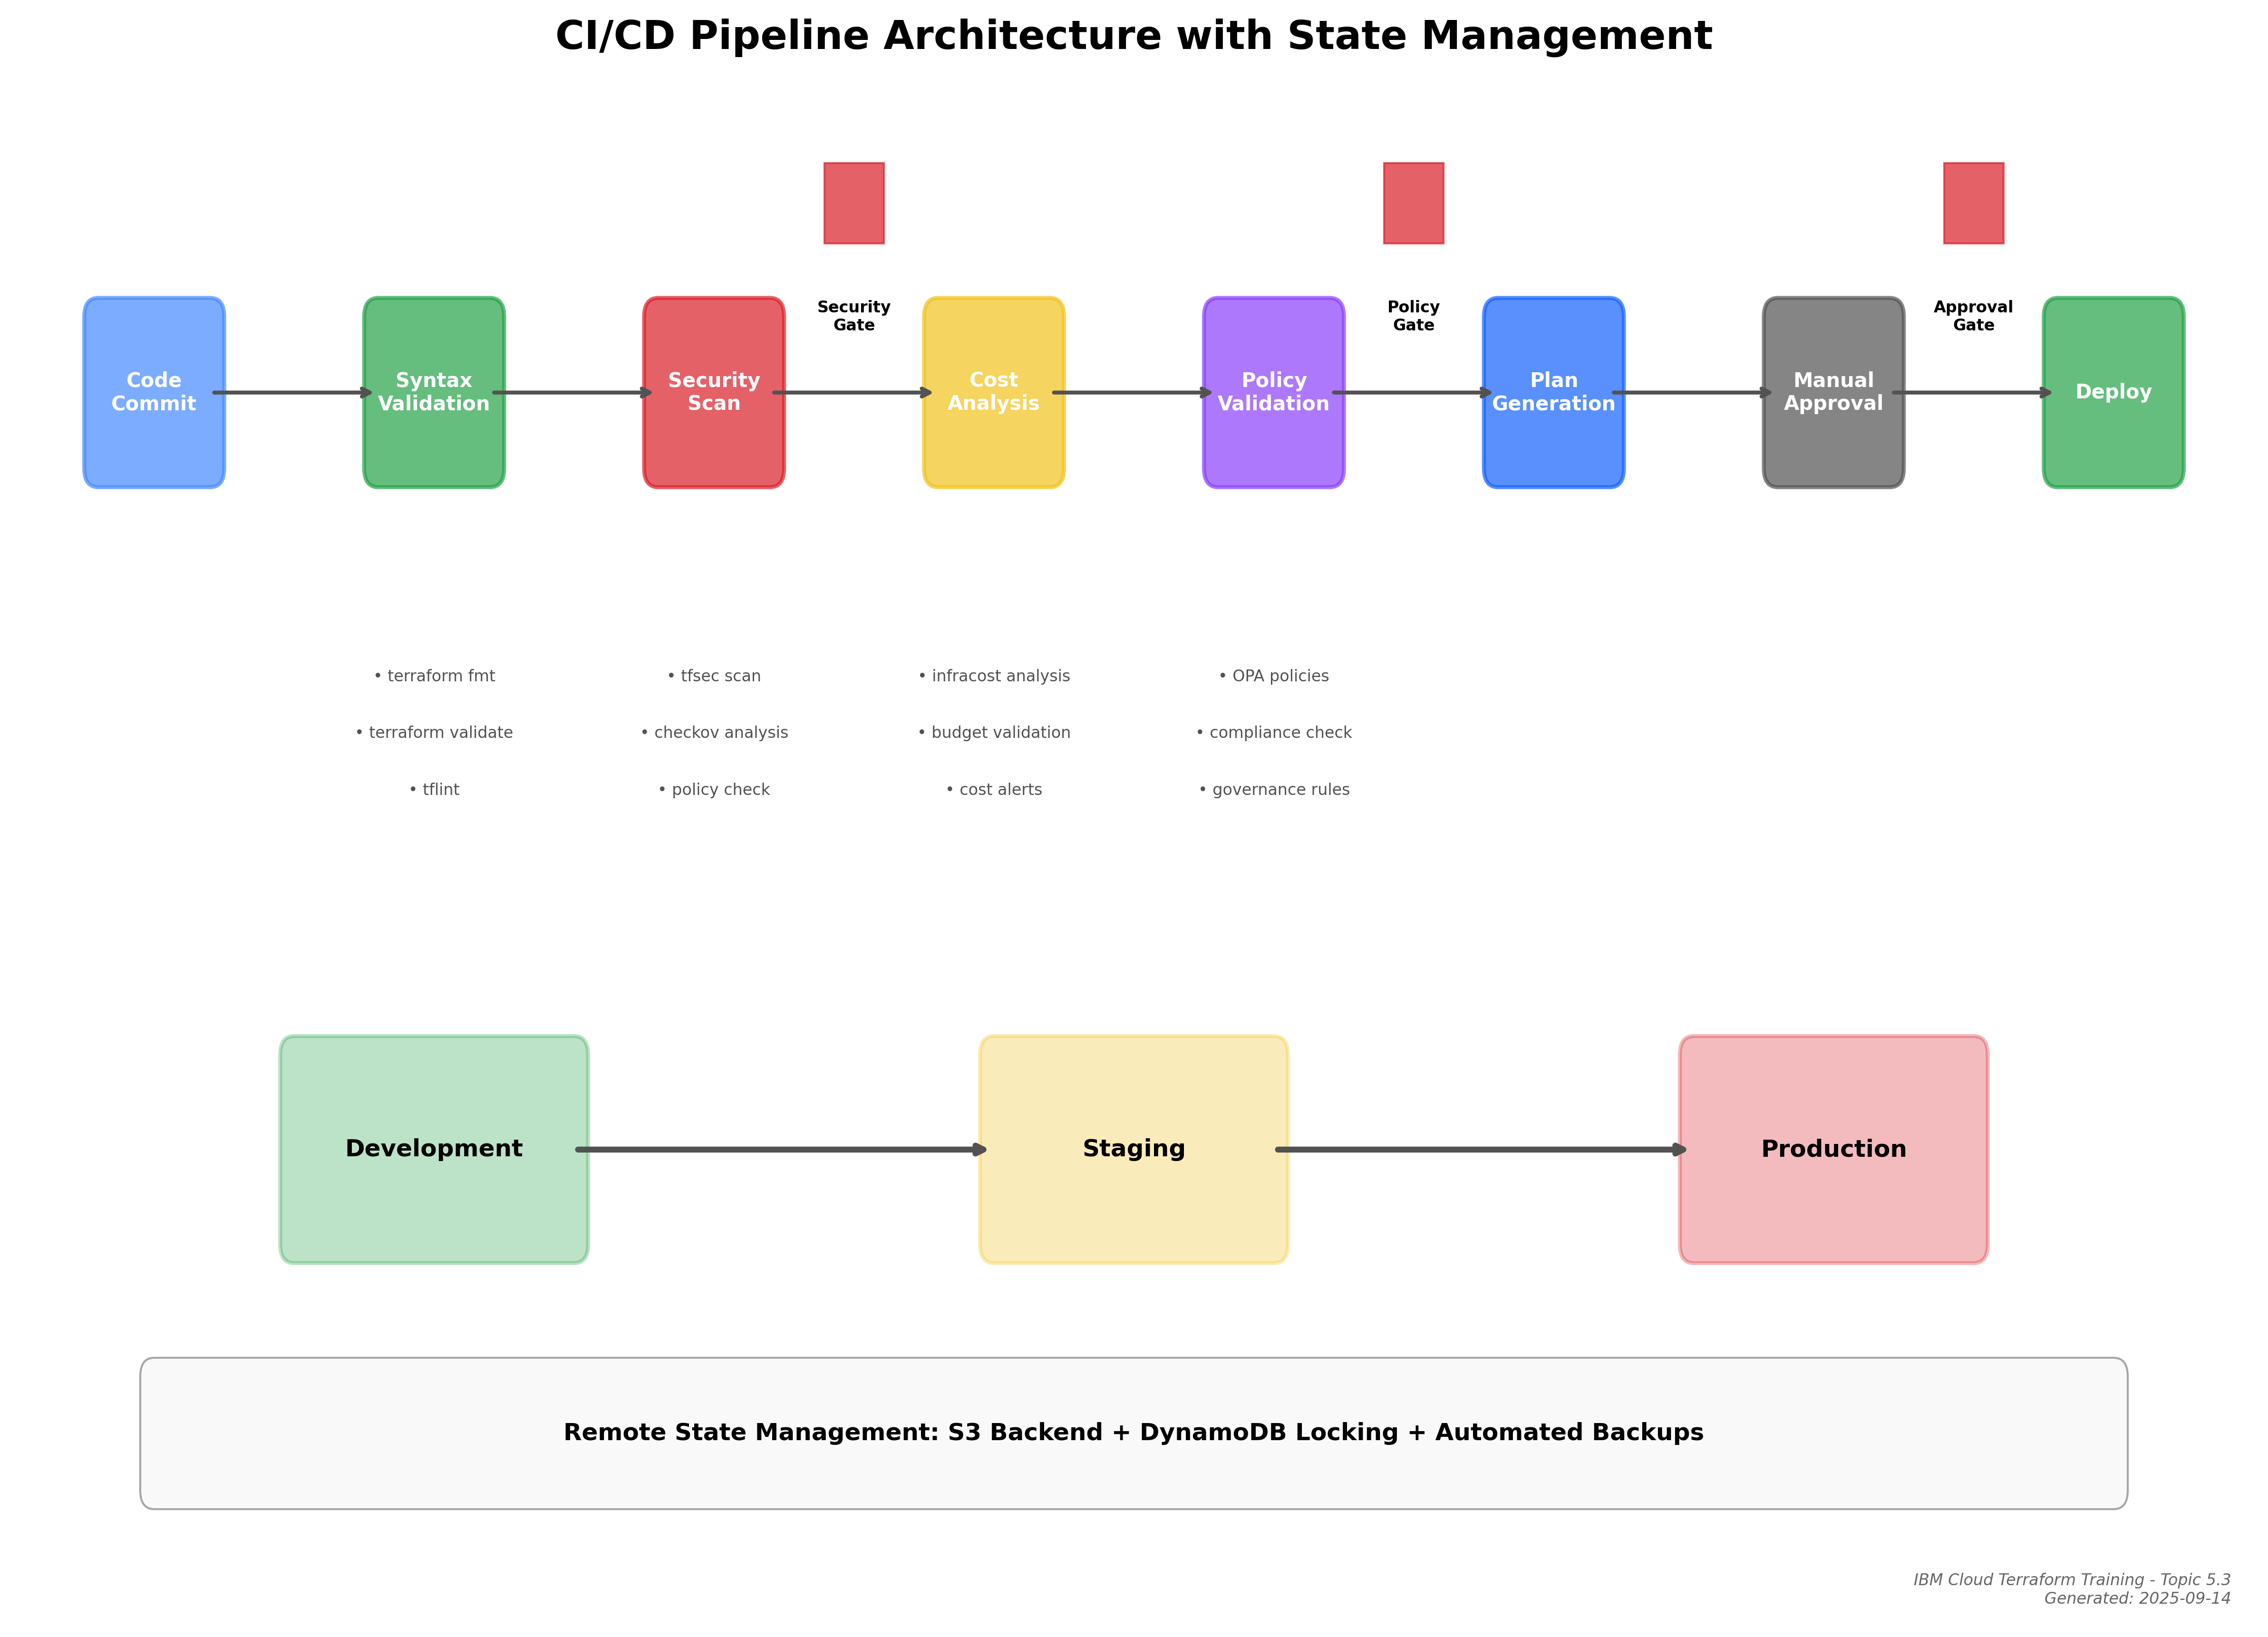 CI/CD Pipeline Architecture with State Management
Security
Gate
Policy
Gate
Approval
Gate
Code
Commit
Syntax
Validation
Security
Scan
Cost
Analysis
Policy
Validation
Plan
Generation
Manual
Approval
Deploy
• terraform fmt
• terraform validate
• tflint
• tfsec scan
• checkov analysis
• policy check
• infracost analysis
• budget validation
• cost alerts
• OPA policies
• compliance check
• governance rules
Development
Staging
Production
Remote State Management: S3 Backend + DynamoDB Locking + Automated Backups
IBM Cloud Terraform Training - Topic 5.3
Generated: 2025-09-14